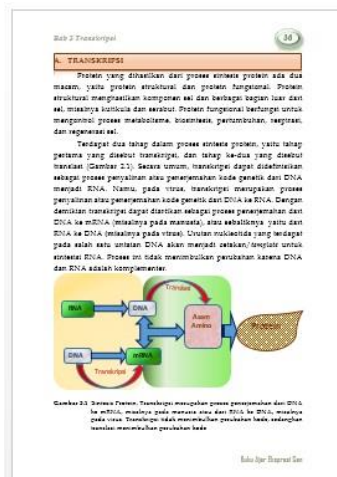 Bab 2 Transkripsi
38
A. TRANSKRIPSI
Protein yang dihasilkan dari proses sintesis protein ada dua
macam, yaitu protein struktural dan protein fungsional. Protein
struktural menghasilkan komponen sel dan berbagai bagian luar dari
sel, misalnya kutikula dan serabut. Protein fungsional berfungsi untuk
mengontrol proses metabolisme, biosintesis, pertumbuhan, respirasi,
dan regenerasi sel.
Terdapat dua tahap dalam proses sintesis protein, yaitu tahap
pertama yang disebut transkripsi, dan tahap ke-dua yang disebut
translasi (Gambar 2.1). Secara umum, transkripsi dapat didefinisikan
sebagai proses penyalinan atau penerjemahan kode genetik dari DNA
menjadi RNA. Namu, pada virus, transkripsi merupakan proses
penyalinan atau penerjemahan kode genetik dari DNA ke RNA. Dengan
demikian transkripsi dapat diartikan sebagai proses penerjemahan dari
DNA ke mRNA (misalnya pada manusia), atau sebaliknya yaitu dari
RNA ke DNA (misalnya pada virus). Urutan nukleotida yang terdapat
pada salah satu untaian DNA akan menjadi cetakan/template untuk
sintesis RNA. Proses ini tidak menimbulkan perubahan karena DNA
dan RNA adalah komplementer.
Translasi
RNA
DNA
Asam
Amino
Protein
DNA
mRNA
Transkripsi
Gambar 2.1 Sintesis Protein. Transkripsi merupakan proses penerjemahan dari DNA
ke mRNA, misalnya pada manusia atau dari RNA ke DNA, misalnya
pada virus. Transkripsi tidak menimbulkan perubahan kode, sedangkan
translasi menimbulkan perubahan kode
Buku Ajar Ekspresi Gen